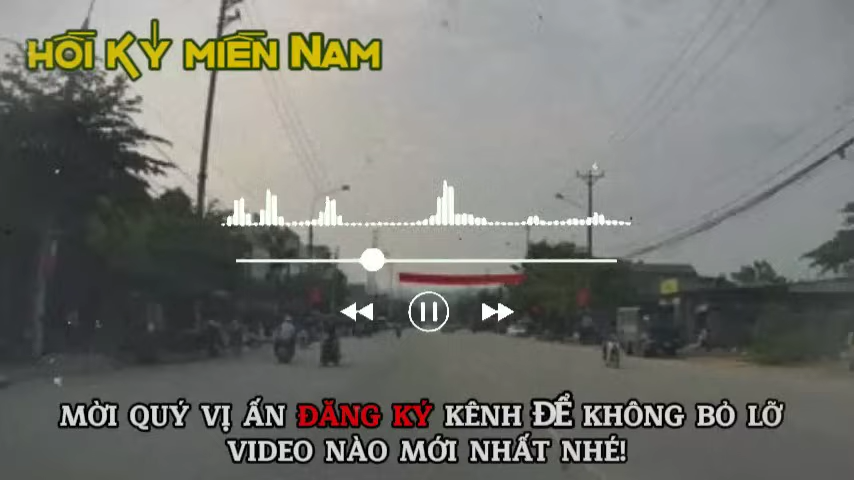 HỒI KÝ MIỀN NAM
MỜI QUÝ VỊ ẤN ĐĂNG KÝ KÊNH ĐỂ KHÔNG BỎ LỠ
VIDEO NÀO MỚI NHẤT NHÉ!